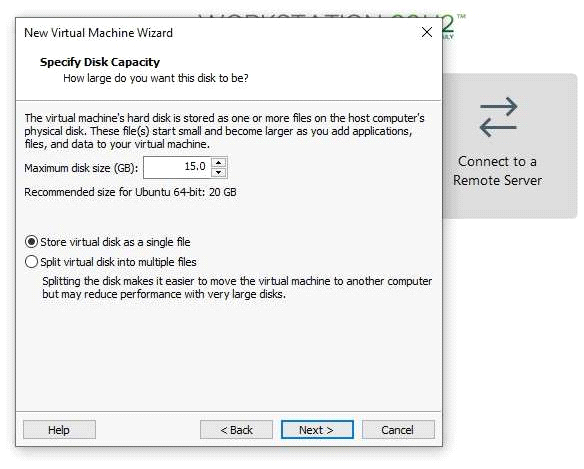 New Virtual Machine Wizard
Specify Disk Capacity
How large do you want this disk to be?
The virtual machine's hard disk is stored as one or more files on the host computer's
physical disk. These file(s) start small and become larger as you add applications,
files, and data to your virtual machine.
Maximum disk size (GB): 15.0
Recommended size for Ubuntu 64-bit: 20 GB
Store virtual disk as a single file
Split virtual disk into multiple files
Splitting the disk makes it easier to move the virtual machine to another computer
but may reduce performance with very large disks.
Help
< Back
Next >
Cancel
Connect to a
Remote Server